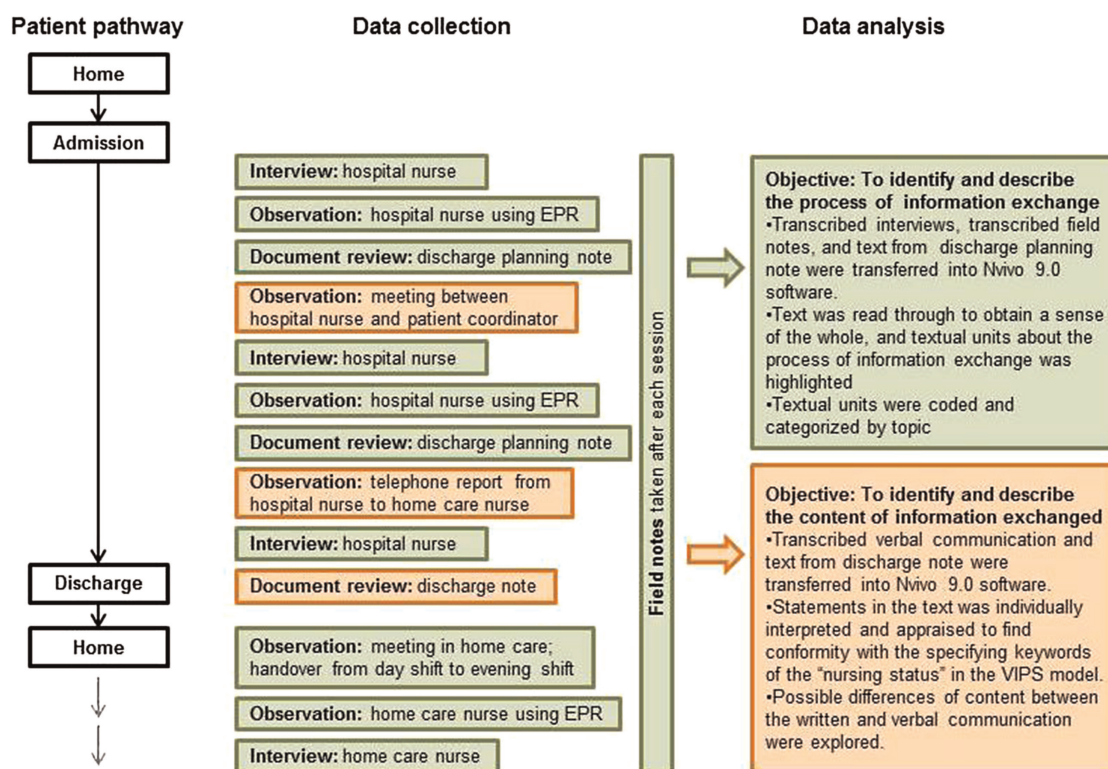 Patient pathway
Data collection
Data analysis
Home
Admission
Discharge
Home
Interview: hospital nurse
Observation: hospital nurse using EPR
Document review: discharge planning note
Observation: meeting between
hospital nurse and patient coordinator
Interview: hospital nurse
Observation: hospital nurse using EPR
Document review: discharge planning note
Observation: telephone report from
hospital nurse to home care nurse
Interview: hospital nurse
Document review: discharge note
Observation: meeting in home care;
handover from day shift to evening shift
Observation: home care nurse using EPR
Interview: home care nurse
Field notes taken after each session
Objective: To identify and describe
the process of information exchange
•Transcribed interviews, transcribed field
notes, and text from discharge planning
note were transferred into Nvivo 9.0
software.
•Text was read through to obtain a sense
of the whole, and textual units about the
process of information exchange was
highlighted
•Textual units were coded and
categorized by topic
Objective: To identify and describe
the content of information exchanged
•Transcribed verbal communication and
text from discharge note were
transferred into Nvivo 9.0 software.
•Statements in the text was individually
interpreted and appraised to find
conformity with the specifying keywords
of the “nursing status” in the VIPS model.
•Possible differences of content between
the written and verbal communication
were explored.